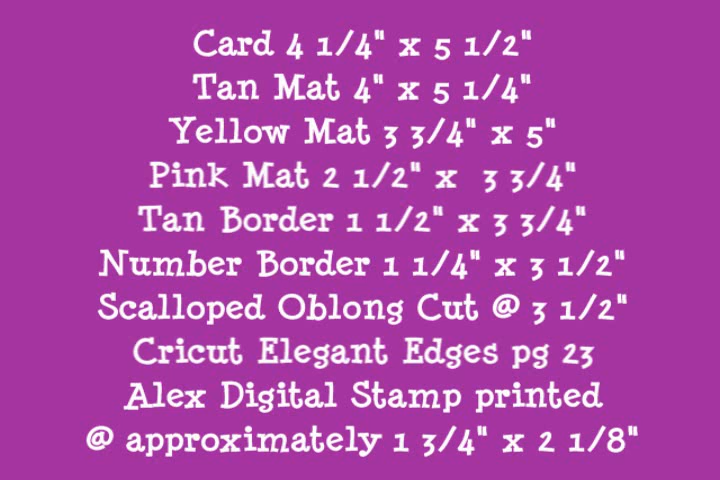 Card 4 1/4" x 5 1/2"
Tan Mat 4" x 5 1/4"
Yellow Mat 3 3/4" x 5"
Pink Mat 2 1/2" x 3 3/4"
Tan Border 1 1/2" x 3 3/4"
Number Border 1 1/4" x 3 1/2"
Scalloped Oblong Cut @ 3 1/2"
Cricut Elegant Edges pg 23
Alex Digital Stamp printed
@ approximately 1 3/4" x 2 1/8"